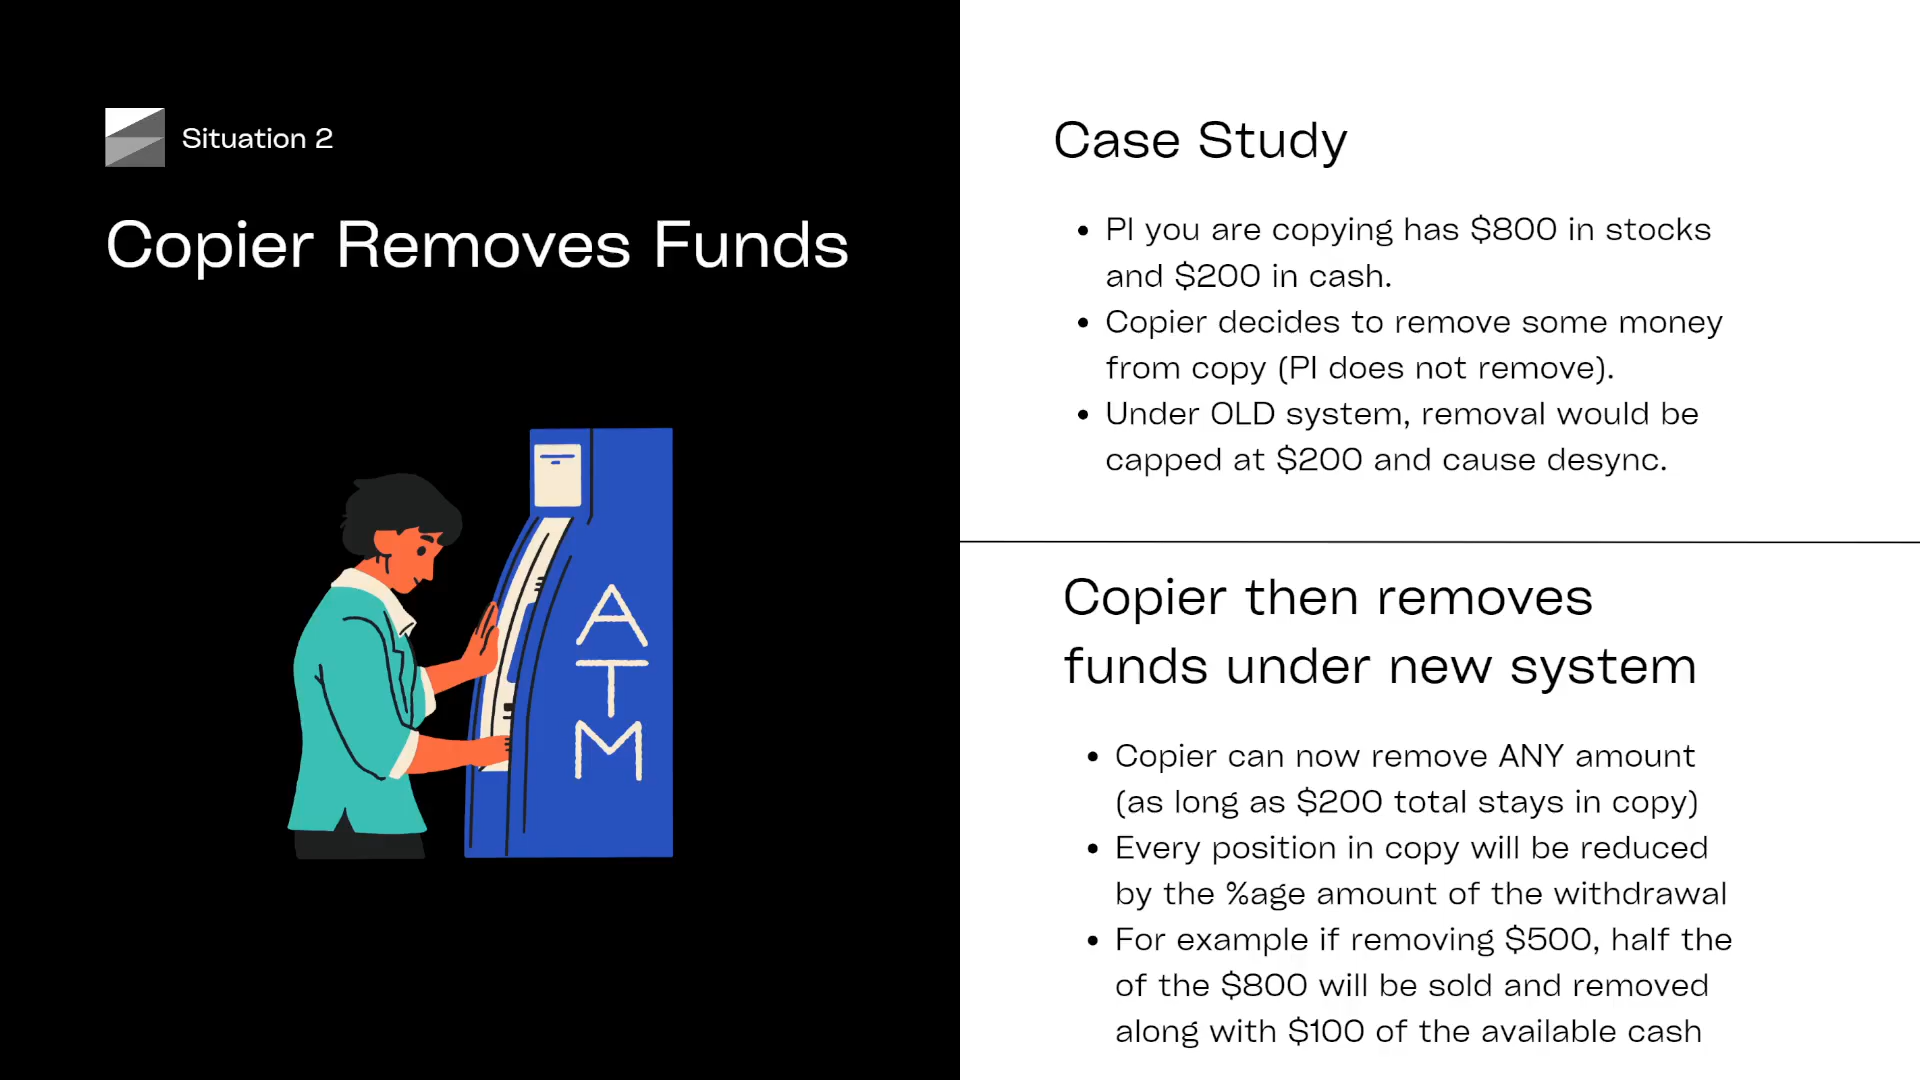 Situation 2
Copier Removes Funds
ATM
Case Study
• PI you are copying has $800 in stocks
and $200 in cash.
• Copier decides to remove some money
from copy (PI does not remove).
• Under OLD system, removal would be
capped at $200 and cause desync.
Copier then removes
funds under new system
• Copier can now remove ANY amount
(as long as $200 total stays in copy)
• Every position in copy will be reduced
by the %age amount of the withdrawal
• For example if removing $500, half the
of the $800 will be sold and removed
along with $100 of the available cash